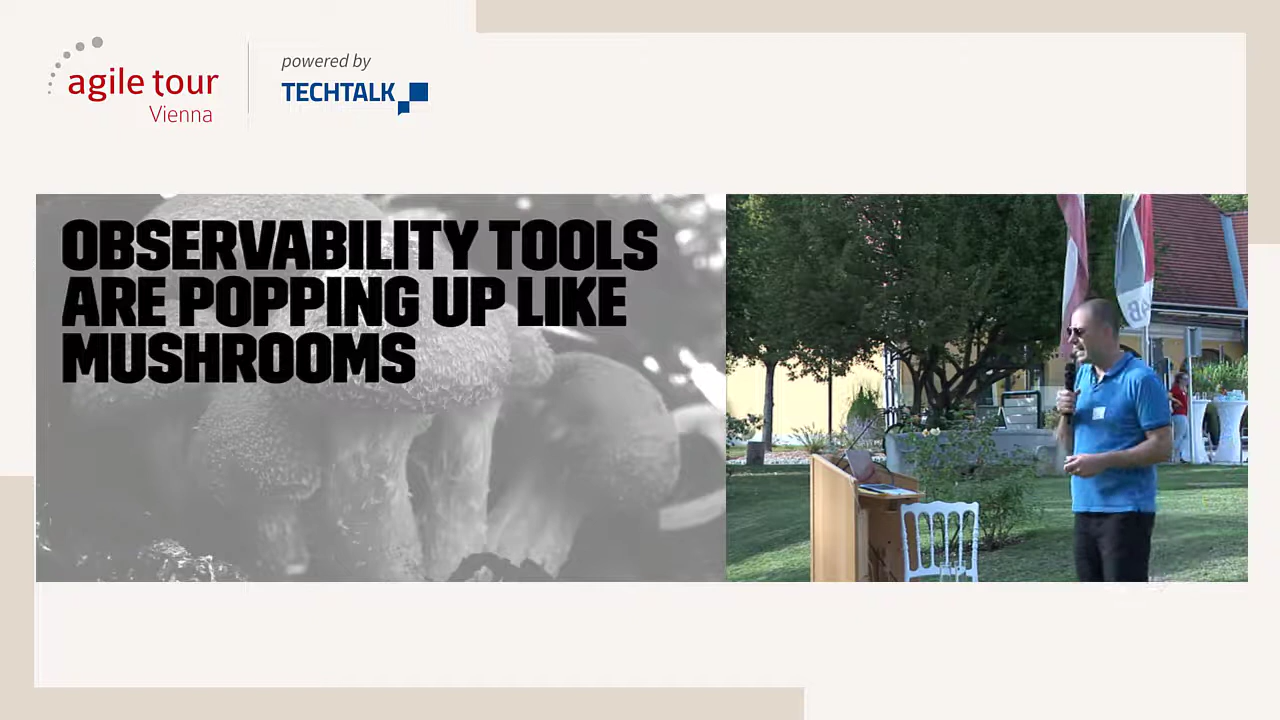 agile tour
Vienna
powered by
TECHTALK
OBSERVABILITY TOOLS
ARE POPPING UP LIKE
MUSHROOMS